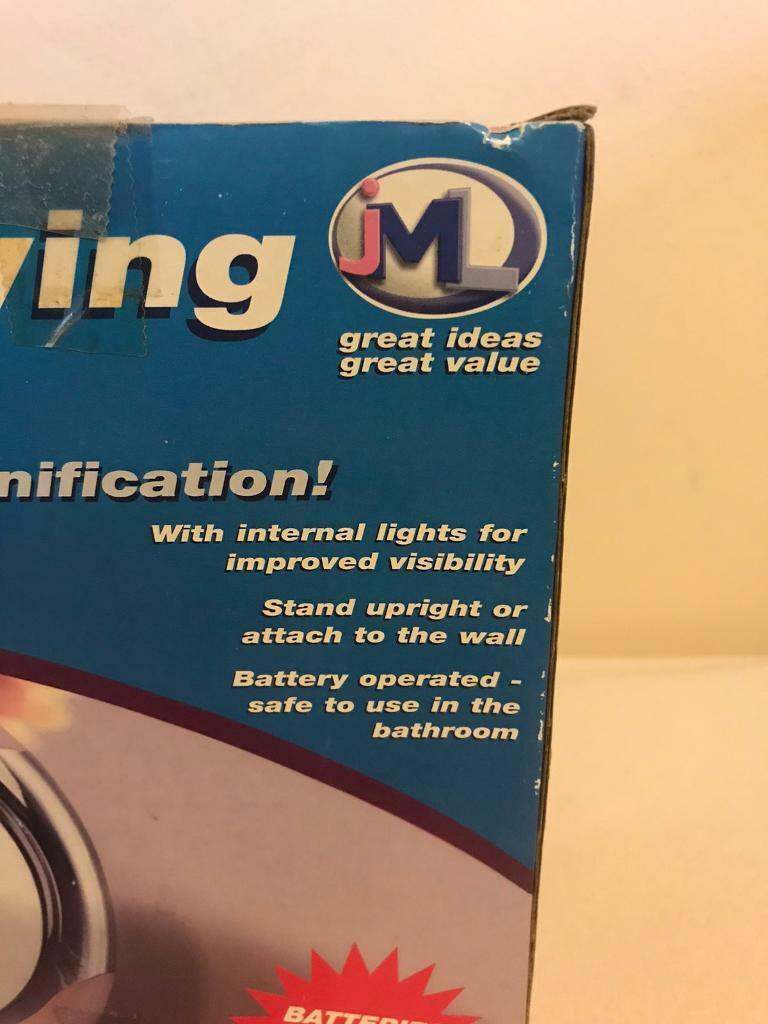 ying
JML
great ideas
great value
nification!
With internal lights for
improved visibility
Stand upright or
attach to the wall
Battery operated -
safe to use in the
bathroom